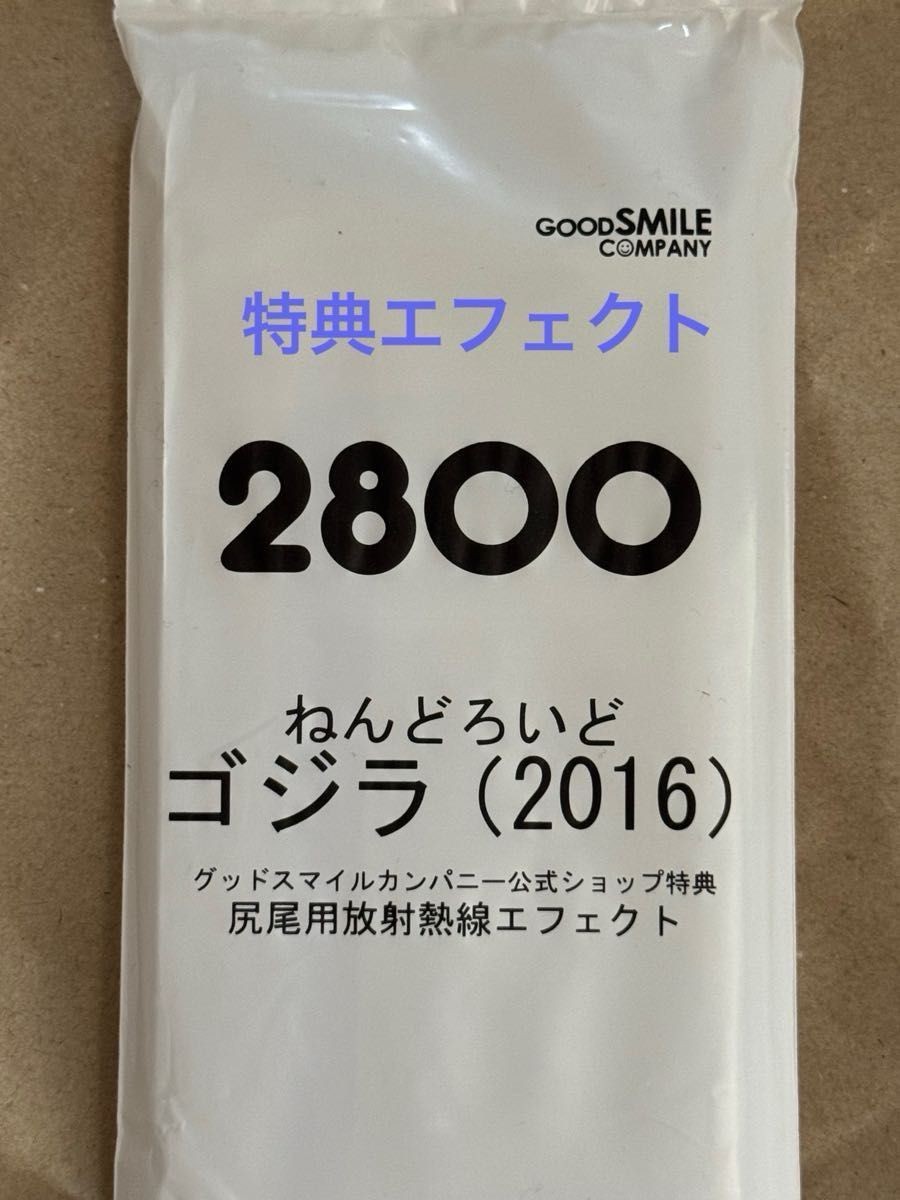 GOODSMILE
COMPANY
特典エフェクト
2800
ねんどろいど
ゴジラ(2016)
グッドスマイルカンパニー公式ショップ特典
尻尾用放射熱線エフェクト